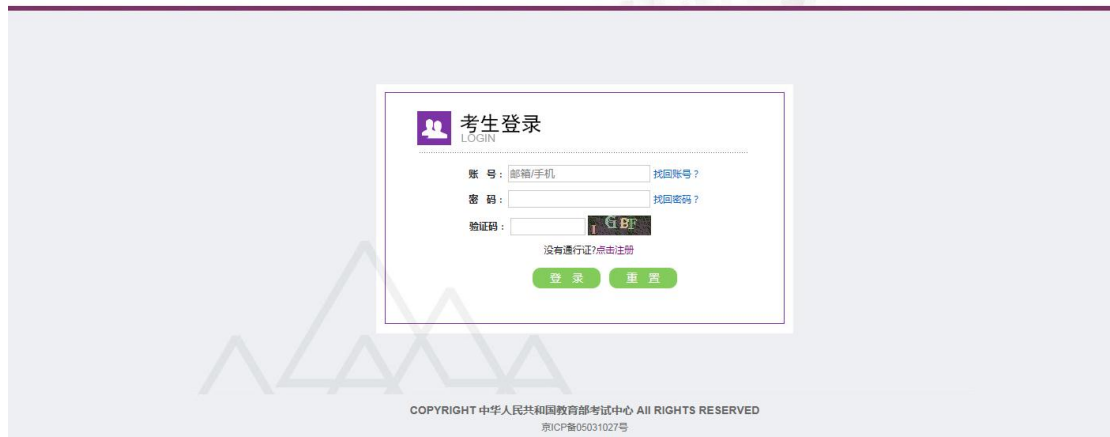 考生登录
LOGIN
账 号： 邮箱/手机 找回账号？
密 码： 找回密码？
验证码： I GBF
没有通行证?点击注册
登 录 重 置
COPYRIGHT 中华人民共和国教育部考试中心 All RIGHTS RESERVED
京ICP备05031027号